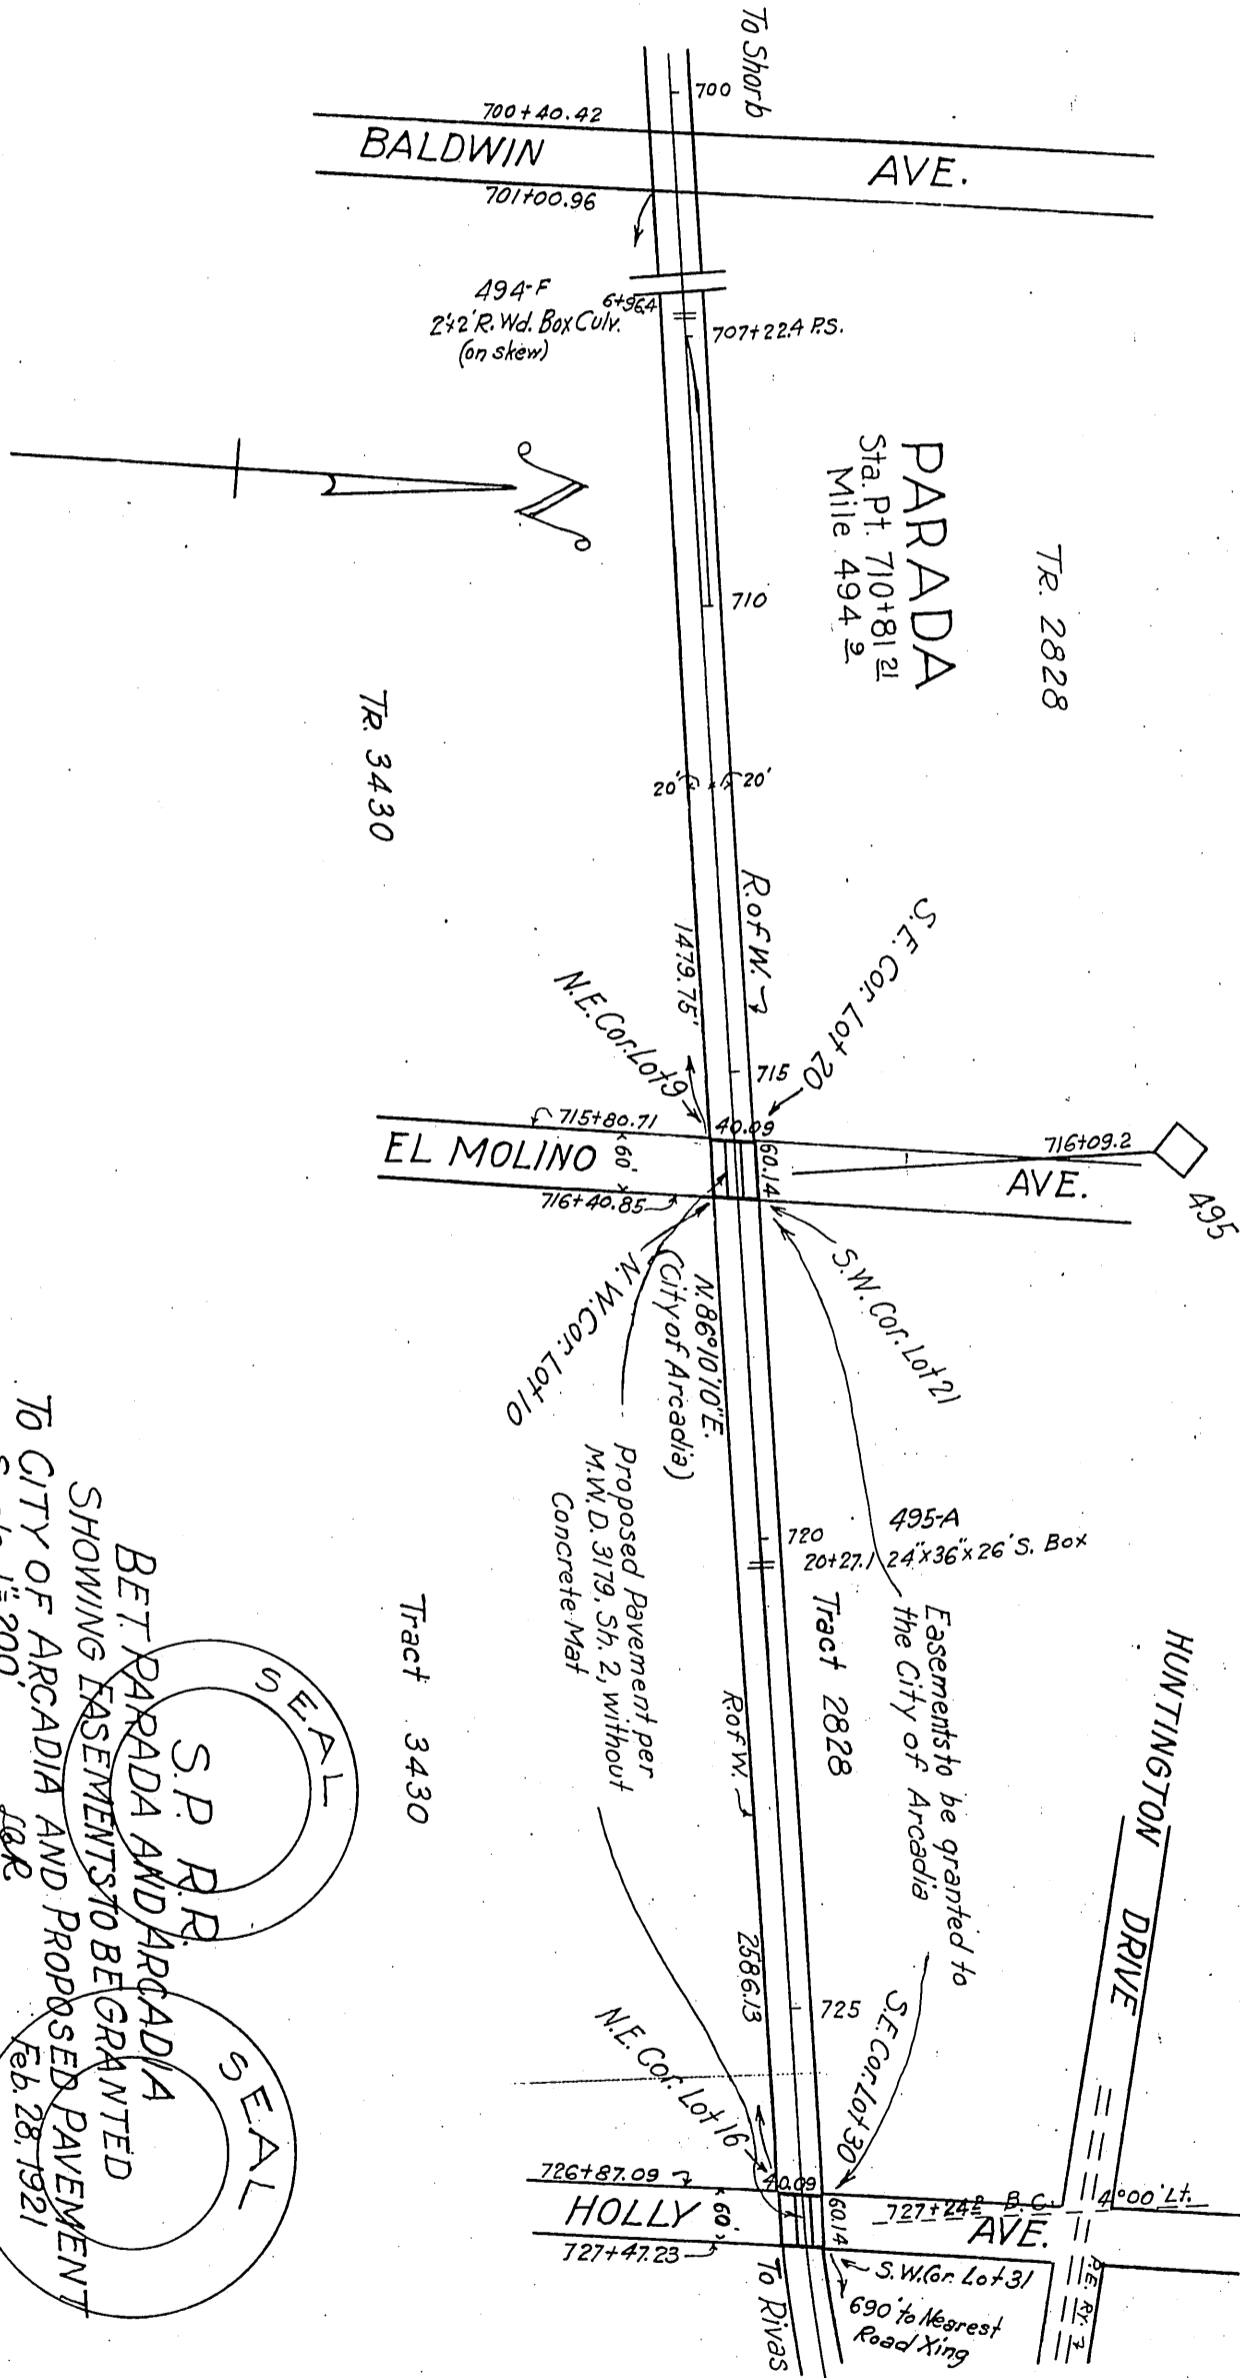 To Shorb
700
700+40.42
BALDWIN AVE.
701+00.96
494-F
2'x2' R. Wd. Box Culv.
(on skew)
6+96.4
707+22.4 P.S.
N
PARADA
Sta. Pt. 710+81 21
Mile 494 9
TR. 2828
710
TR. 3430
20' 20'
R. of W.
1479.75'
S.E. Cor. Lot 20
N.E. Cor. Lot 9
715
715+80.71
40.09
716+09.2
495
EL MOLINO AVE.
60'
60.14
716+40.85
S.W. Cor. Lot 21
N.W. Cor. Lot 10
N.86°10'10"E.
(City of Arcadia)
Proposed Pavement per
M.W.D. 3179, Sh. 2, without
Concrete Mat
720
495-A
20+27.1 24"x36"x26' S. Box
Tract 2828
Easements to be granted to
the City of Arcadia
HUNTINGTON DRIVE
Tract 3430
R. of W.
2586.13
725
S.E. Cor. Lot 30
N.E. Cor. Lot 16
726+87.09
40.09
727+24 B.C.
4°00' Lt.
HOLLY AVE.
60'
60.14
727+47.23
S.W. Cor. Lot 31
P.E. RY.
690' to Nearest
Road Xing
To Rivas
SEAL
SEAL
S.P. R.R.
BET. PARADA AND ARCADIA
SHOWING EASEMENTS TO BE GRANTED
TO CITY OF ARCADIA AND PROPOSED PAVEMENT
Scale 1"=200'
Feb. 28, 1921